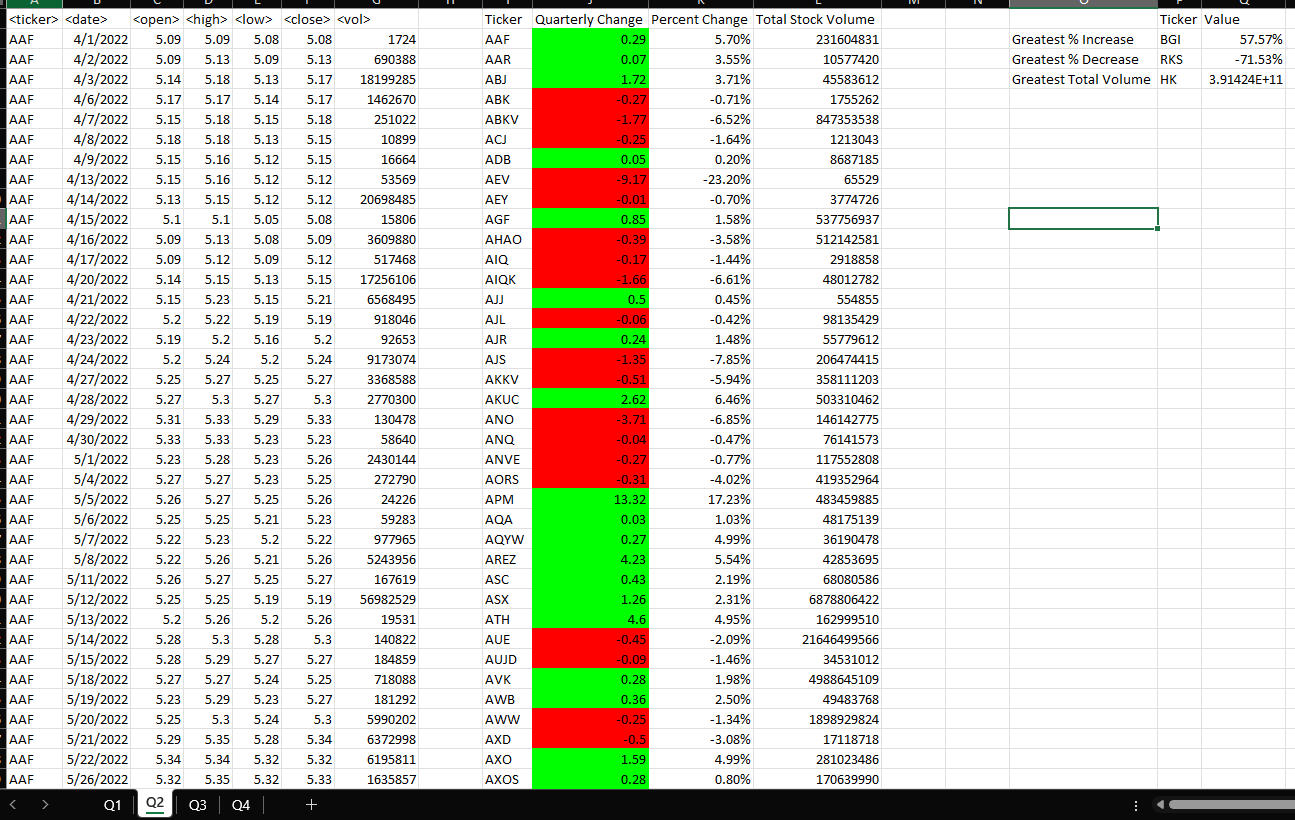 <ticker> <date> <open> <high> <low> <close> <vol> Ticker Quarterly Change Percent Change Total Stock Volume Ticker Value
AAF 4/1/2022 5.09 5.09 5.08 5.08 1724 AAF 0.29 5.70% 231604831 Greatest % Increase BGI 57.57%
AAF 4/2/2022 5.09 5.13 5.09 5.13 690388 AAR 0.07 3.55% 10577420 Greatest % Decrease RKS -71.53%
AAF 4/3/2022 5.14 5.18 5.13 5.17 18199285 ABJ 1.72 3.71% 45583612 Greatest Total Volume HK 3.91424E+11
AAF 4/6/2022 5.17 5.17 5.14 5.17 1462670 ABK -0.27 -0.71% 1755262
AAF 4/7/2022 5.15 5.18 5.15 5.18 251022 ABKV -1.77 -6.52% 847353538
AAF 4/8/2022 5.18 5.18 5.13 5.15 10899 ACJ -0.25 -1.64% 1213043
AAF 4/9/2022 5.15 5.16 5.12 5.15 16664 ADB 0.05 0.20% 8687185
AAF 4/13/2022 5.15 5.16 5.12 5.12 53569 AEV -9.17 -23.20% 65529
AAF 4/14/2022 5.13 5.15 5.12 5.12 20698485 AEY -0.01 -0.70% 3774726
AAF 4/15/2022 5.1 5.1 5.05 5.08 15806 AGF 0.85 1.58% 537756937
AAF 4/16/2022 5.09 5.13 5.08 5.09 3609880 AHAO -0.39 -3.58% 512142581
AAF 4/17/2022 5.09 5.12 5.09 5.12 517468 AIQ -0.17 -1.44% 2918858
AAF 4/20/2022 5.14 5.15 5.13 5.15 17256106 AIQK -1.66 -6.61% 48012782
AAF 4/21/2022 5.15 5.23 5.15 5.21 6568495 AJJ 0.5 0.45% 554855
AAF 4/22/2022 5.2 5.22 5.19 5.19 918046 AJL -0.06 -0.42% 98135429
AAF 4/23/2022 5.19 5.2 5.16 5.2 92653 AJR 0.24 1.48% 55779612
AAF 4/24/2022 5.2 5.24 5.2 5.24 9173074 AJS -1.35 -7.85% 206474415
AAF 4/27/2022 5.25 5.27 5.25 5.27 3368588 AKKV -0.51 -5.94% 358111203
AAF 4/28/2022 5.27 5.3 5.27 5.3 2770300 AKUC 2.62 6.46% 503310462
AAF 4/29/2022 5.31 5.33 5.29 5.33 130478 ANO -3.71 -6.85% 146142775
AAF 4/30/2022 5.33 5.33 5.23 5.23 58640 ANQ -0.04 -0.47% 76141573
AAF 5/1/2022 5.23 5.28 5.23 5.26 2430144 ANVE -0.27 -0.77% 117552808
AAF 5/4/2022 5.27 5.27 5.23 5.25 272790 AORS -0.31 -4.02% 419352964
AAF 5/5/2022 5.26 5.27 5.25 5.26 24226 APM 13.32 17.23% 483459885
AAF 5/6/2022 5.25 5.25 5.21 5.23 59283 AQA 0.03 1.03% 48175139
AAF 5/7/2022 5.22 5.23 5.2 5.22 977965 AQYW 0.27 4.99% 36190478
AAF 5/8/2022 5.22 5.26 5.21 5.26 5243956 AREZ 4.23 5.54% 42853695
AAF 5/11/2022 5.26 5.27 5.25 5.27 167619 ASC 0.43 2.19% 68080586
AAF 5/12/2022 5.25 5.25 5.19 5.19 56982529 ASX 1.26 2.31% 6878806422
AAF 5/13/2022 5.2 5.26 5.2 5.26 19531 ATH 4.6 4.95% 162999510
AAF 5/14/2022 5.28 5.3 5.28 5.3 140822 AUE -0.45 -2.09% 21646499566
AAF 5/15/2022 5.28 5.29 5.27 5.27 184859 AUJD -0.09 -1.46% 34531012
AAF 5/18/2022 5.27 5.27 5.24 5.25 718088 AVK 0.28 1.98% 4988645109
AAF 5/19/2022 5.23 5.29 5.23 5.27 181292 AWB 0.36 2.50% 49483768
AAF 5/20/2022 5.25 5.3 5.24 5.3 5990202 AWW -0.25 -1.34% 1898929824
AAF 5/21/2022 5.29 5.35 5.28 5.34 6372998 AXD -0.5 -3.08% 17118718
AAF 5/22/2022 5.34 5.34 5.32 5.32 6195811 AXO 1.59 4.99% 281023486
AAF 5/26/2022 5.32 5.35 5.32 5.33 1635857 AXOS 0.28 0.80% 170639990
Q1 Q2 Q3 Q4